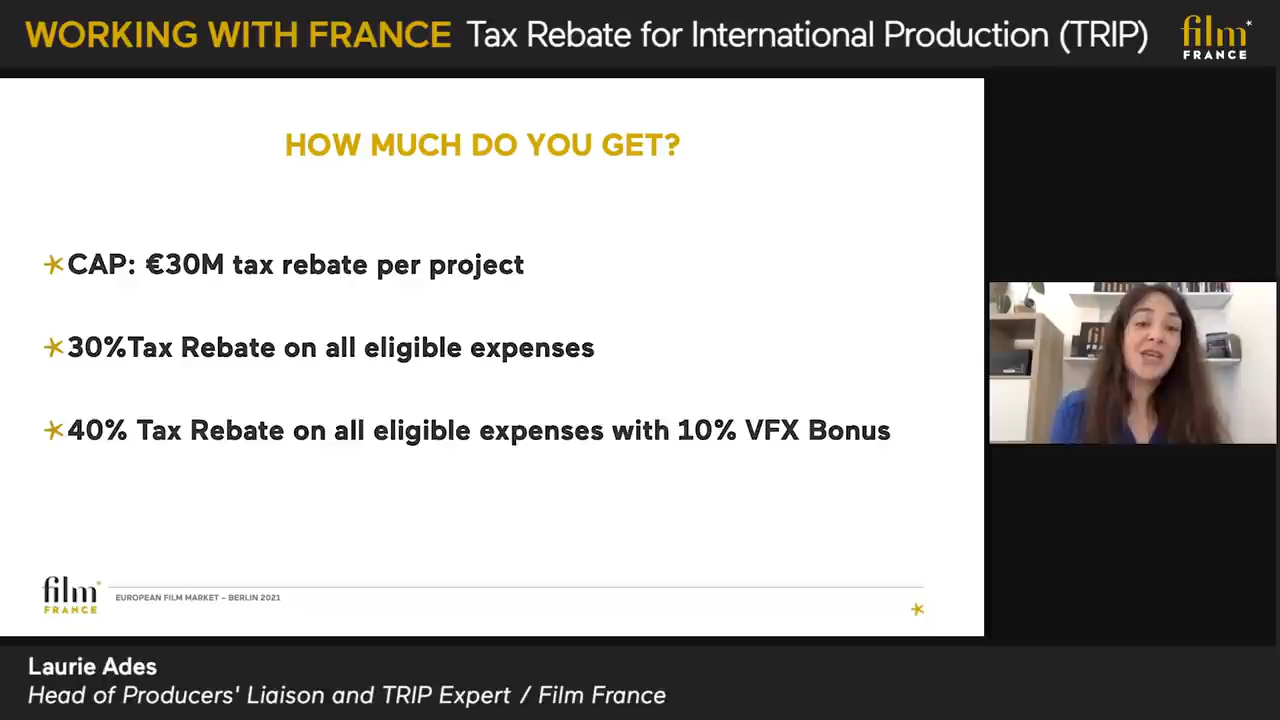 WORKING WITH FRANCE Tax Rebate for International Production (TRIP)
film
FRANCE
HOW MUCH DO YOU GET?
CAP: €30M tax rebate per project
30%Tax Rebate on all eligible expenses
40% Tax Rebate on all eligible expenses with 10% VFX Bonus
film
FRANCE
EUROPEAN FILM MARKET – BERLIN 2021
Laurie Ades
Head of Producers' Liaison and TRIP Expert / Film France